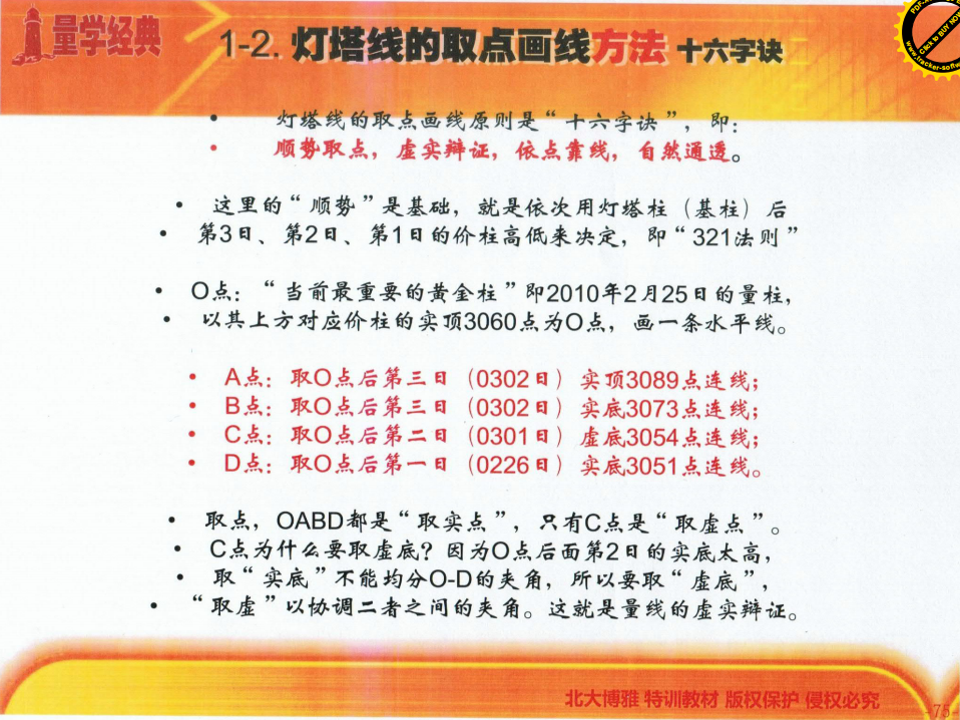 量学经典
1-2. 灯塔线的取点画线方法 十六字诀
PDF-X
Click to BUY NOW
www.tracker-softw
• 灯塔线的取点画线原则是“十六字诀”，即：
• 顺势取点，虚实辩证，依点靠线，自然通透。
• 这里的“顺势”是基础，就是依次用灯塔柱（基柱）后
• 第3日、第2日、第1日的价柱高低来决定，即“321法则”
• O点：“当前最重要的黄金柱”即2010年2月25日的量柱，
• 以其上方对应价柱的实顶3060点为O点，画一条水平线。
• A点：取O点后第三日（0302日）实顶3089点连线；
• B点：取O点后第三日（0302日）实底3073点连线；
• C点：取O点后第二日（0301日）虚底3054点连线；
• D点：取O点后第一日（0226日）实底3051点连线。
• 取点，OABD都是“取实点”，只有C点是“取虚点”。
• C点为什么要取虚底？因为O点后面第2日的实底太高，
• 取“实底”不能均分O-D的夹角，所以要取“虚底”，
• “取虚”以协调二者之间的夹角。这就是量线的虚实辩证。
北大博雅 特训教材 版权保护 侵权必究
-75-